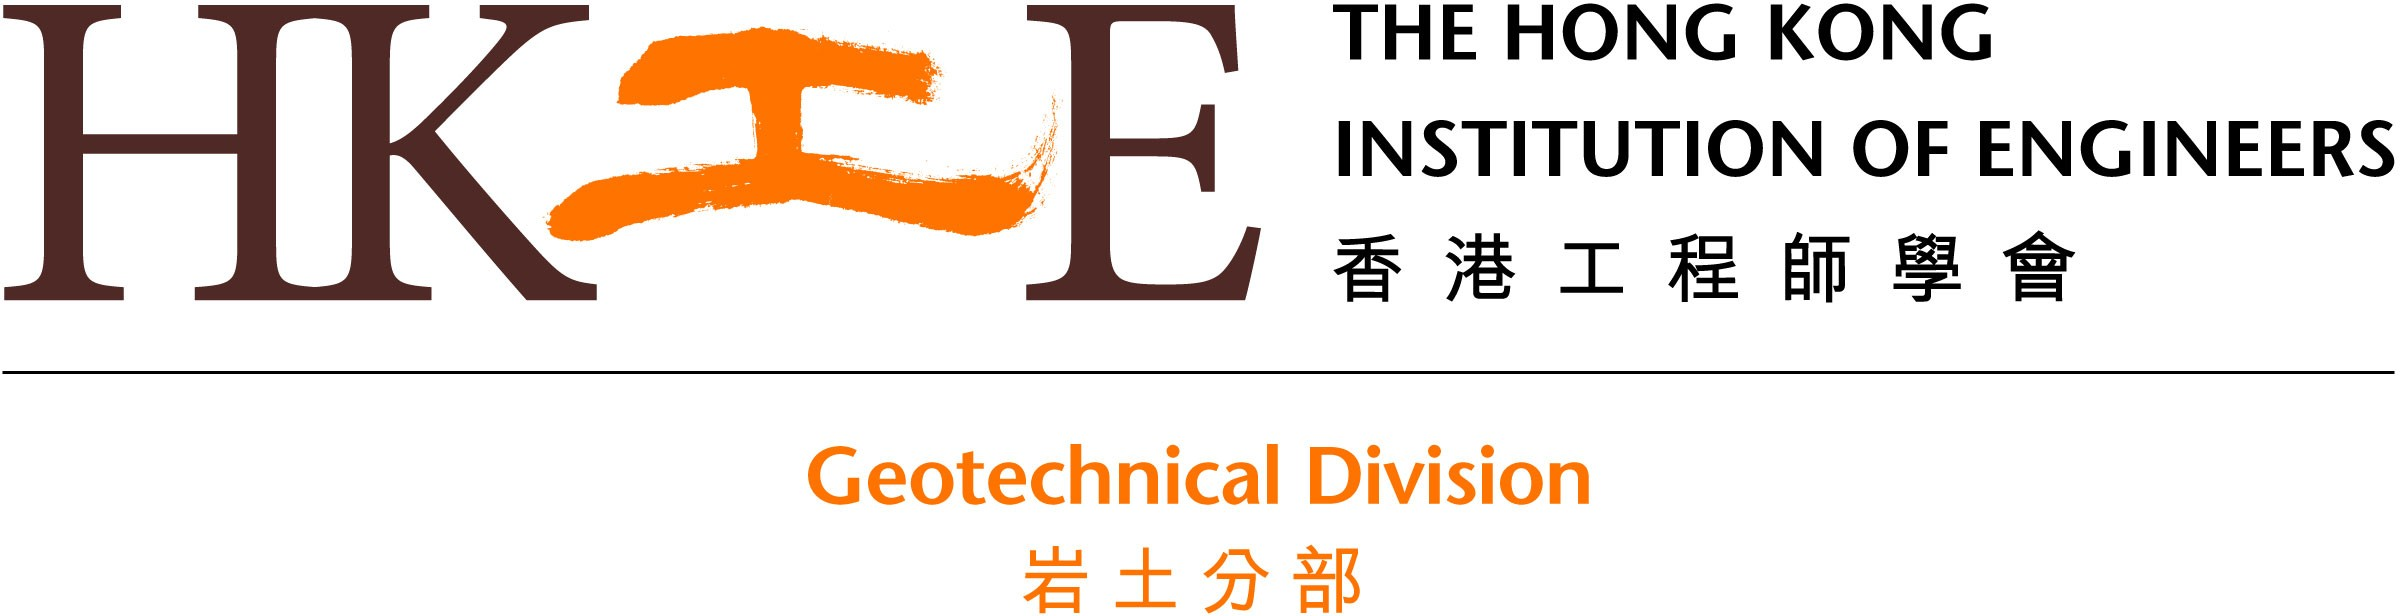 HK工E
THE HONG KONG
INSTITUTION OF ENGINEERS
香港工程師學會
Geotechnical Division
岩土分部